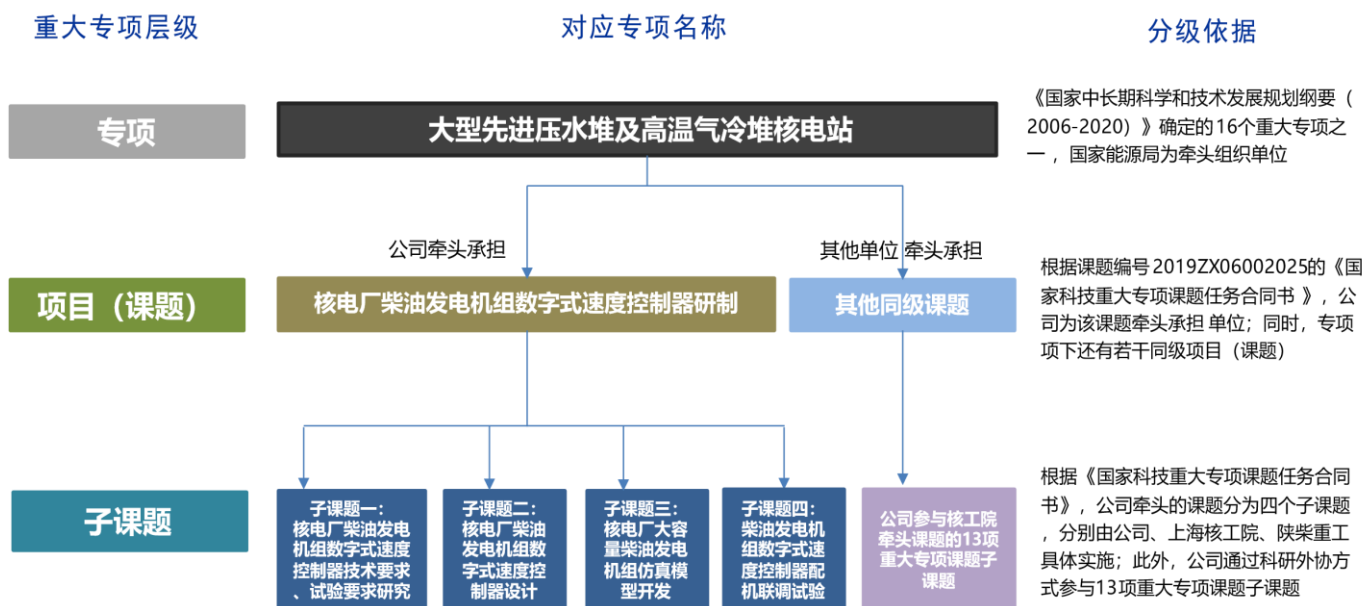 重大专项层级
对应专项名称
分级依据
专项
大型先进压水堆及高温气冷堆核电站
《国家中长期科学和技术发展规划纲要（
2006-2020）》确定的16个重大专项之
一 ，国家能源局为牵头组织单位
公司牵头承担
其他单位 牵头承担
项目（课题）
核电厂柴油发电机组数字式速度控制器研制
其他同级课题
根据课题编号2019ZX06002025的《国
家科技重大专项课题任务合同书 》，公
司为该课题牵头承担 单位；同时，专项
项下还有若干同级项目（课题）
子课题
子课题一：
核电厂柴油发电
机组数字式速度
控制器技术要求
、试验要求研究
子课题二：
核电厂柴油
发电机组数
字式速度控
制器设计
子课题三：
核电厂大容
量柴油发电
机组仿真模
型开发
子课题四：
柴油发电机
组数字式速
度控制器配
机联调试验
公司参与核工院
牵头课题的13项
重大专项课题子
课题
根据《国家科技重大专项课题任务合同
书》，公司牵头的课题分为四个子课题
，分别由公司、上海核工院、陕柴重工
具体实施；此外，公司通过科研外协方
式参与13项重大专项课题子课题